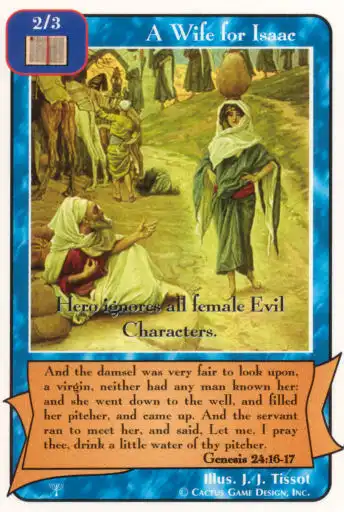 2/3
A Wife for Isaac
Hero ignores all female Evil
Characters.
And the damsel was very fair to look upon,
a virgin, neither had any man known her:
and she went down to the well, and filled
her pitcher, and came up. And the servant
ran to meet her, and said, Let me, I pray
thee, drink a little water of thy pitcher.
Genesis 24:16-17
Illus. J. J. Tissot
© Cactus Game Design, Inc.